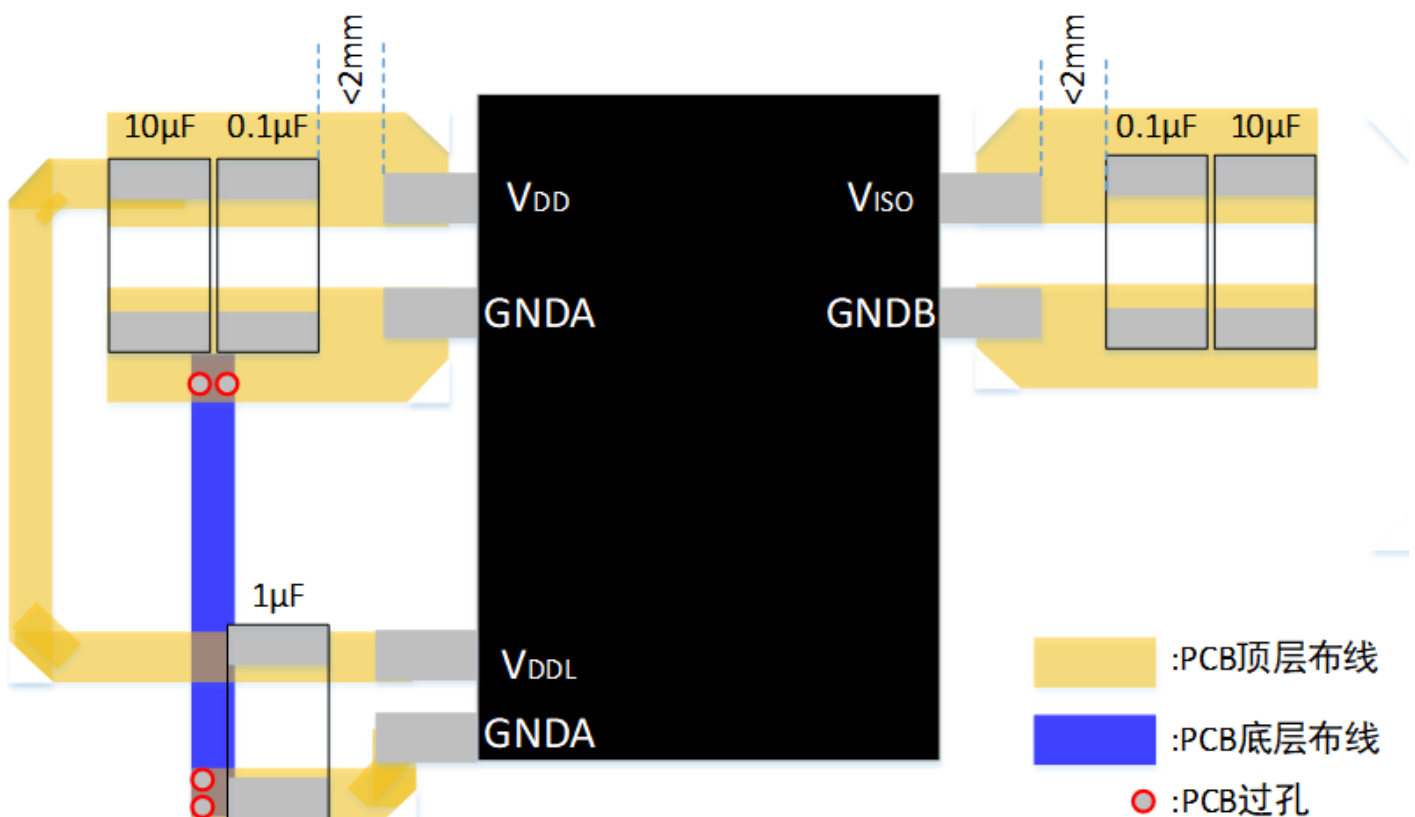 <2mm
<2mm
10μF 0.1μF
0.1μF 10μF
VDD
VISO
GNDA
GNDB
1μF
VDDL
GNDA
:PCB顶层布线
:PCB底层布线
:PCB过孔